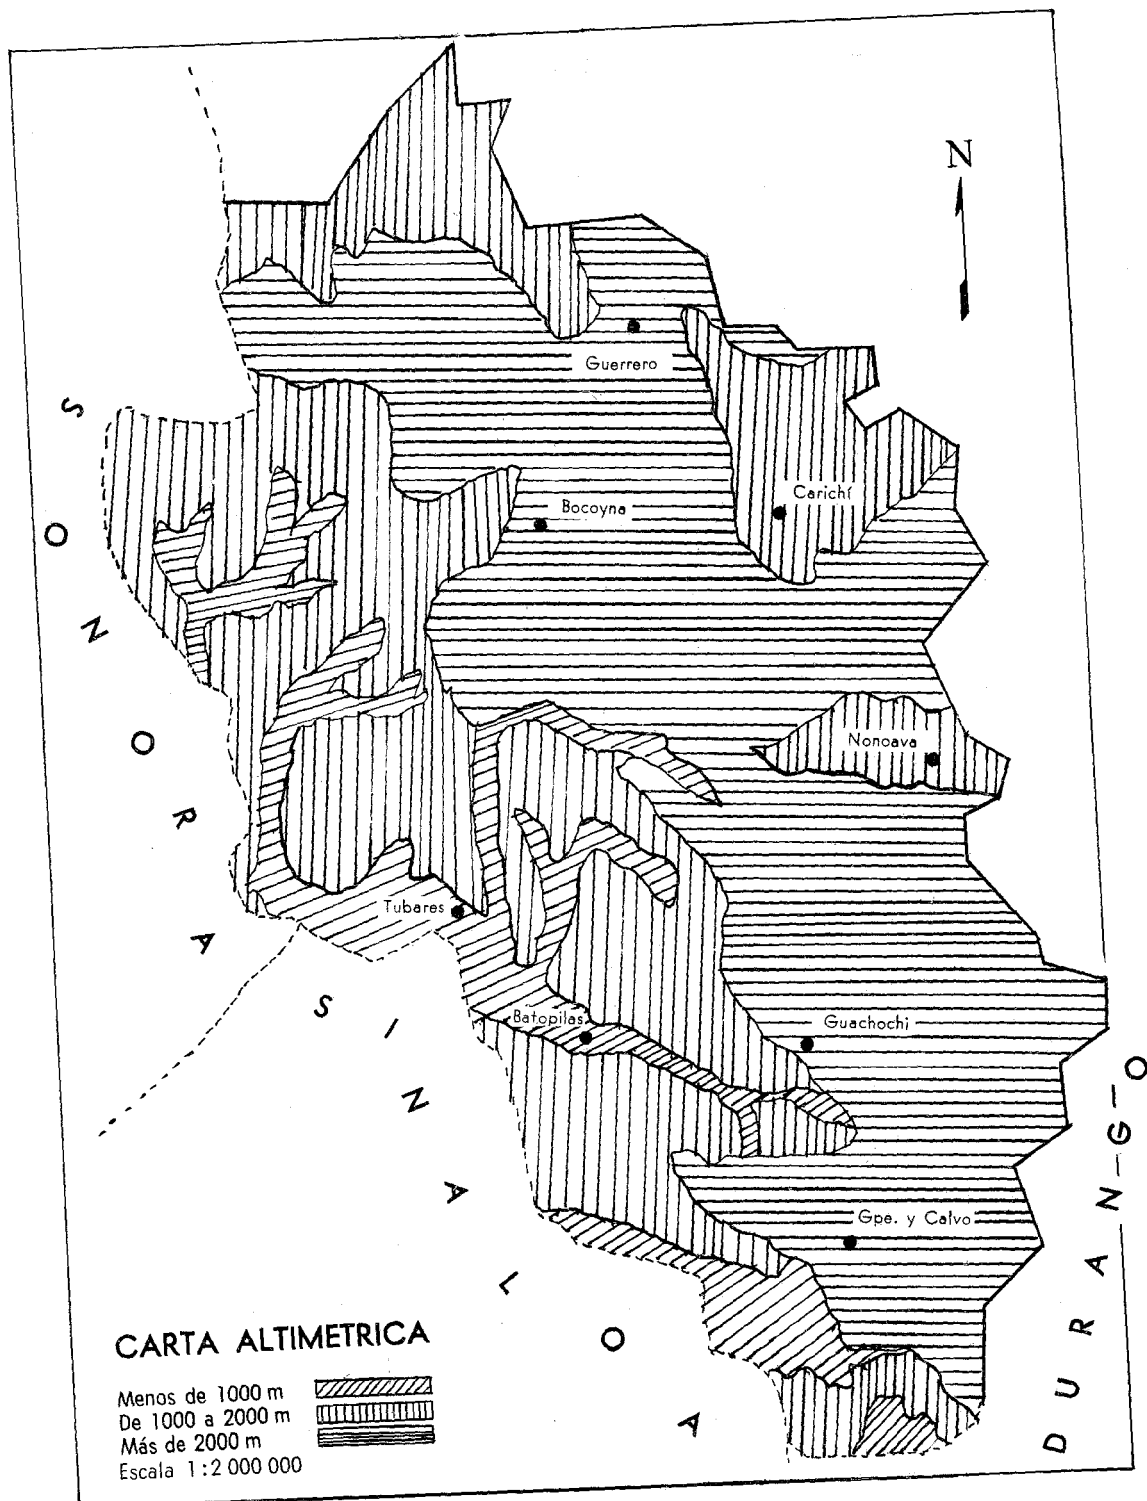 N
Guerrero
Carichí
Bocoyna
Nonoava
Tubares
Batopilas
Guachochi
Gpe. y Calvo
SONORA
SINALOA
DURANGO
CARTA ALTIMETRICA
Menos de 1000 m
De 1000 a 2000 m
Más de 2000 m
Escala 1:2 000 000